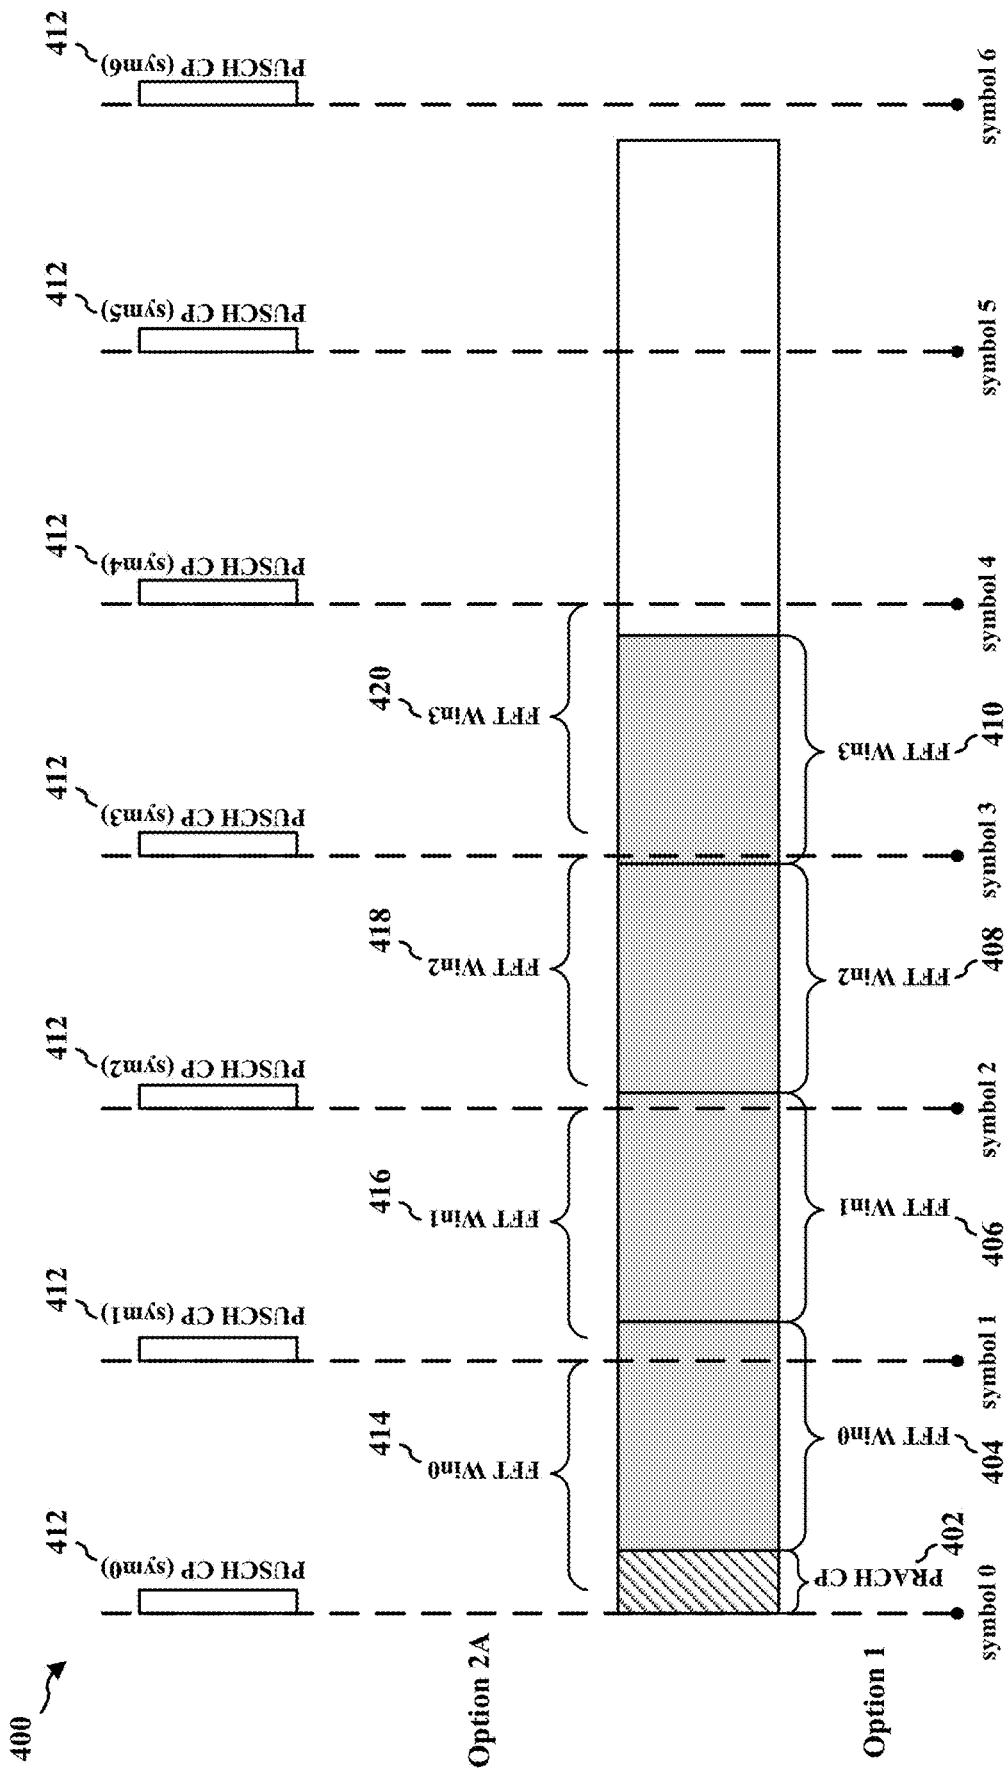 400
412
412
412
412
412
412
412
PUSCH CP (sym0)
PUSCH CP (sym1)
PUSCH CP (sym2)
PUSCH CP (sym3)
PUSCH CP (sym4)
PUSCH CP (sym5)
PUSCH CP (sym6)
414
416
418
420
Option 2A
FFT Win0
FFT Win1
FFT Win2
FFT Win3
Option 1
PRACH CP
FFT Win0
FFT Win1
FFT Win2
FFT Win3
402
404
406
408
410
symbol 0
symbol 1
symbol 2
symbol 3
symbol 4
symbol 5
symbol 6